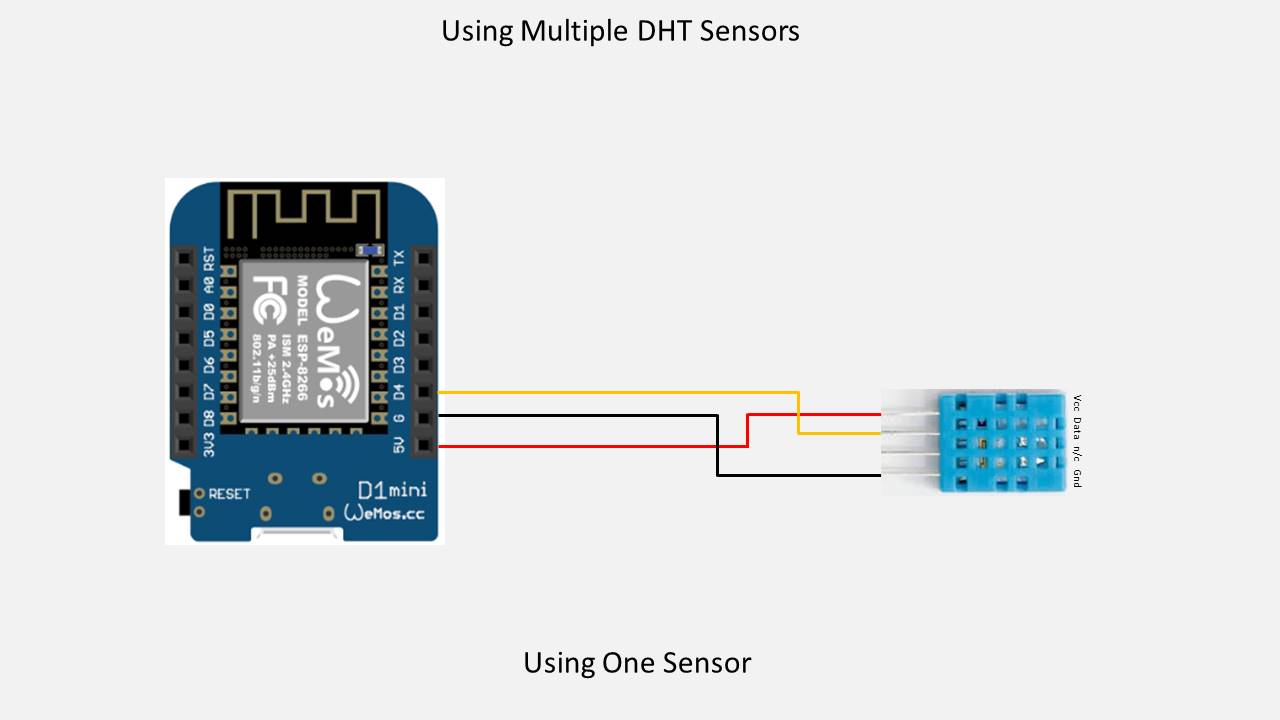 Using Multiple DHT Sensors
RST
A0
D0
D5
D6
D7
D8
3V3
TX
RX
D1
D2
D3
D4
G
5V
WeMos
MODEL ESP-8266
ISM 2.4GHz
PA +25dBm
802.11b/g/n
FC
RESET
D1mini
WeMos.cc
Vcc Data n/c Gnd
Using One Sensor